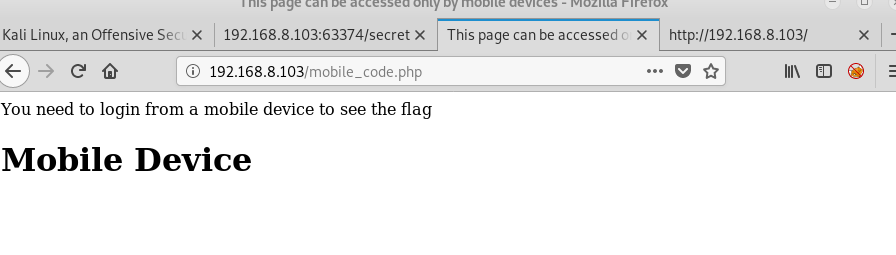 This page can be accessed only by mobile devices - Mozilla Firefox
Kali Linux, an Offensive Secu
192.168.8.103:63374/secret
This page can be accessed o
http://192.168.8.103/
192.168.8.103/mobile_code.php
You need to login from a mobile device to see the flag
Mobile Device